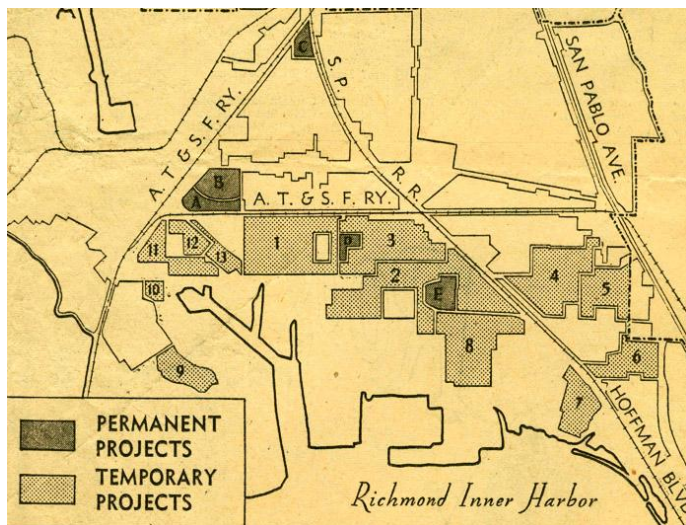 C
S. P.
R. R.
A. T. & S. F. RY.
SAN PABLO AVE.
B
A
A. T. & S. F. RY.
11
12
13
1
D
3
2
E
4
5
10
9
8
6
7
HOFFMAN BLV
PERMANENT
PROJECTS
TEMPORARY
PROJECTS
Richmond Inner Harbor